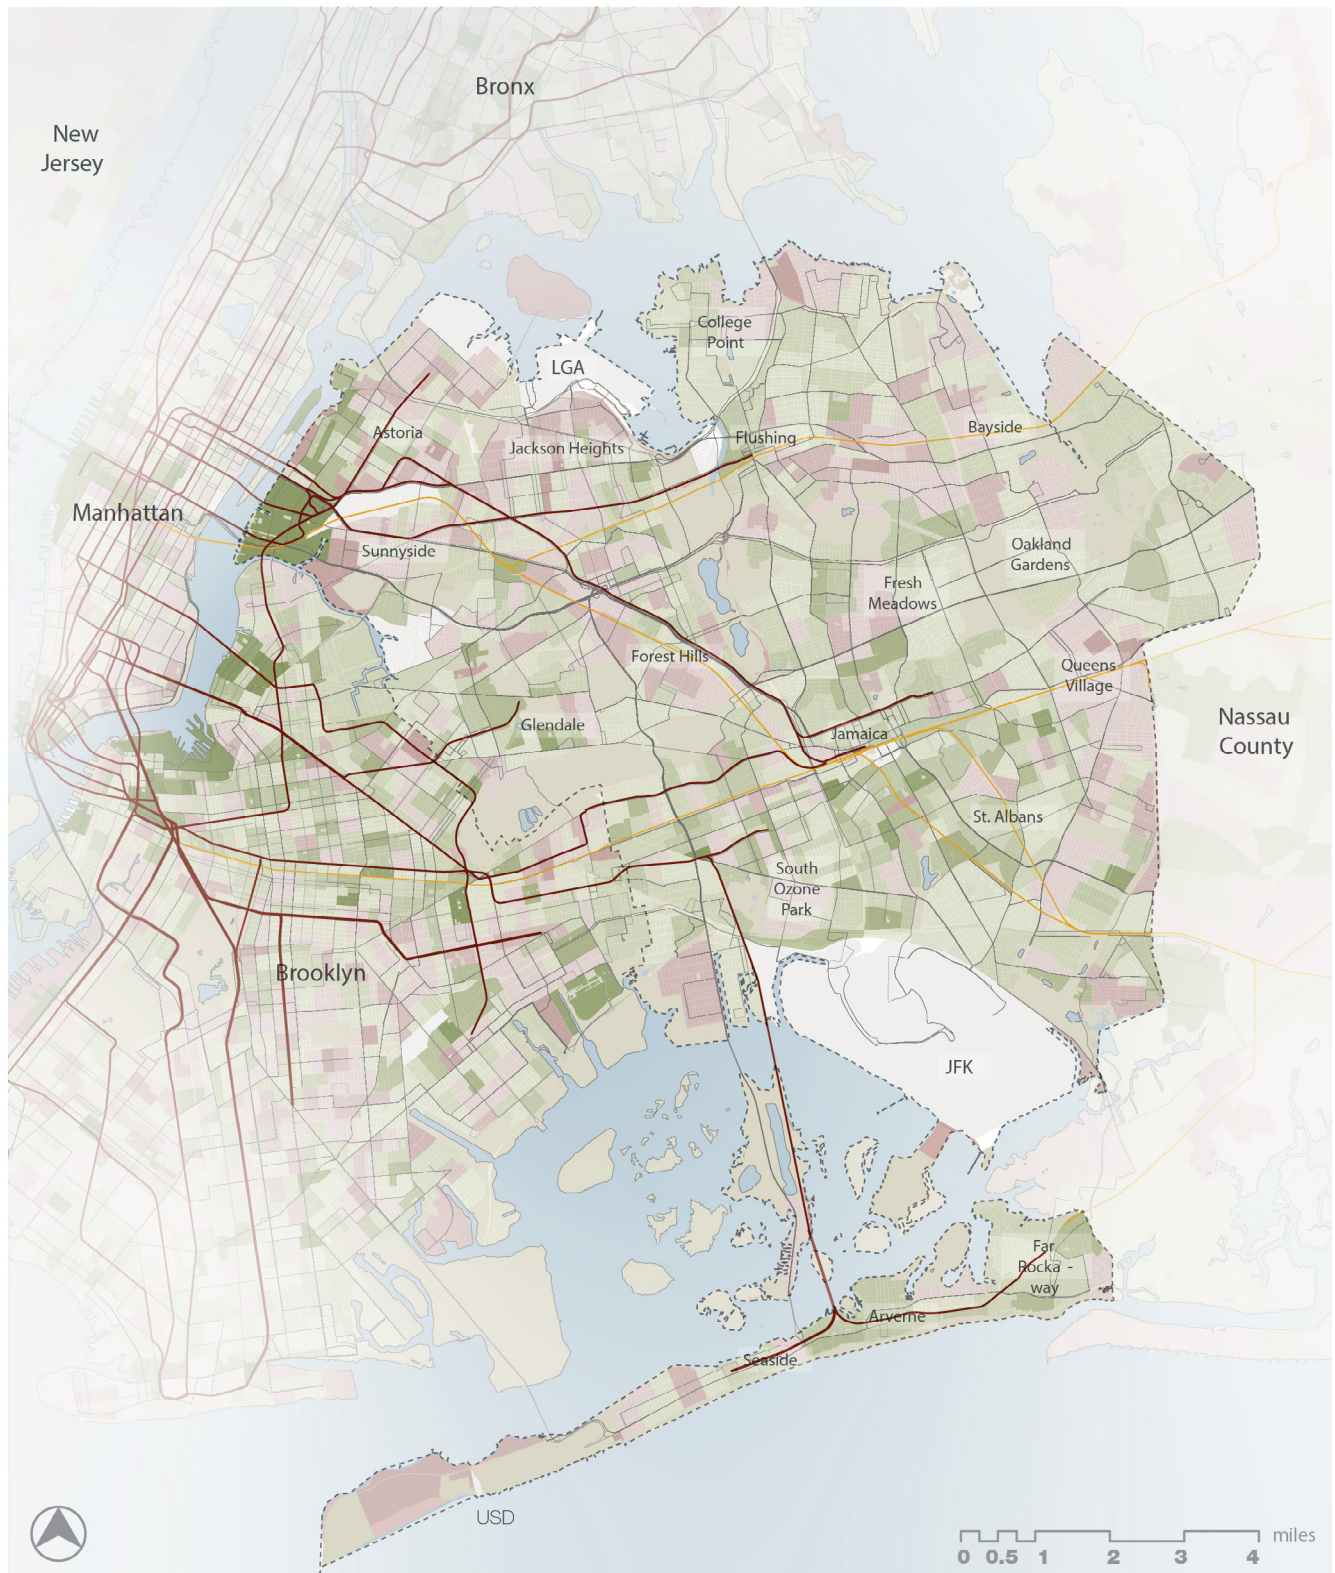 Bronx
New
Jersey
College
Point
LGA
Astoria
Jackson Heights
Flushing
Bayside
Manhattan
Sunnyside
Oakland
Gardens
Fresh
Meadows
Forest Hills
Queens
Village
Glendale
Jamaica
Nassau
County
St. Albans
South
Ozone
Park
Brooklyn
JFK
Far
Rocka -
way
Arverne
Seaside
USD
miles
0 0.5 1 2 3 4